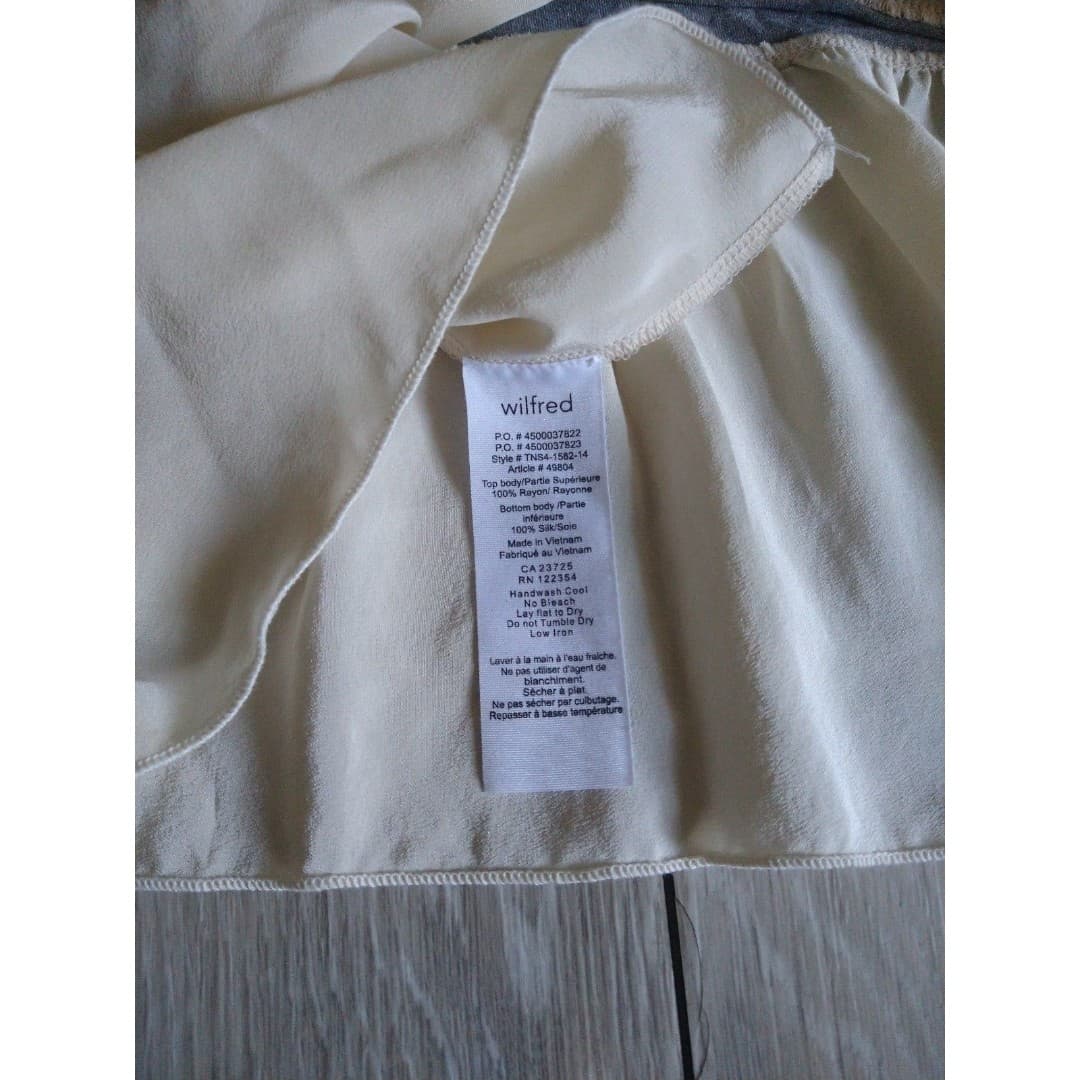 wilfred
P.O. # 4500037822
P.O. # 4500037823
Style # TNS4-1582-14
Article # 49804
Top body/Partie Supérieure
100% Rayon/ Rayonne
Bottom body /Partie
inférieure
100% Silk/Soie
Made in Vietnam
Fabriqué au Vietnam
CA 23725
RN 122354
Handwash Cool
No Bleach
Lay flat to Dry
Do not Tumble Dry
Low Iron
Laver à la main à l'eau fraîche.
Ne pas utiliser d'agent de
blanchiment.
Sécher à plat.
Ne pas sécher par culbutage.
Repasser à basse température